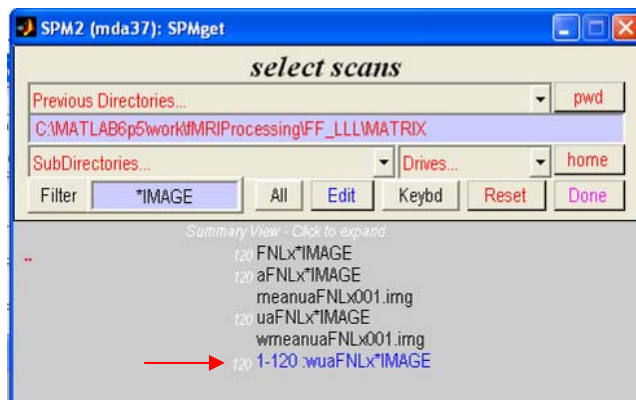 SPM2 (mda37): SPMget
select scans
Previous Directories... pwd
C:\MATLAB6p5\work\fMRIProcessing\FF_LLL\MATRIX
SubDirectories... Drives... home
Filter *IMAGE All Edit Keybd Reset Done
Summary View - Click to expand
.. 120 FNLx*IMAGE
120 aFNLx*IMAGE
meanuaFNLx001.img
120 uaFNLx*IMAGE
wmeanuaFNLx001.img
120 1-120 :wuaFNLx*IMAGE